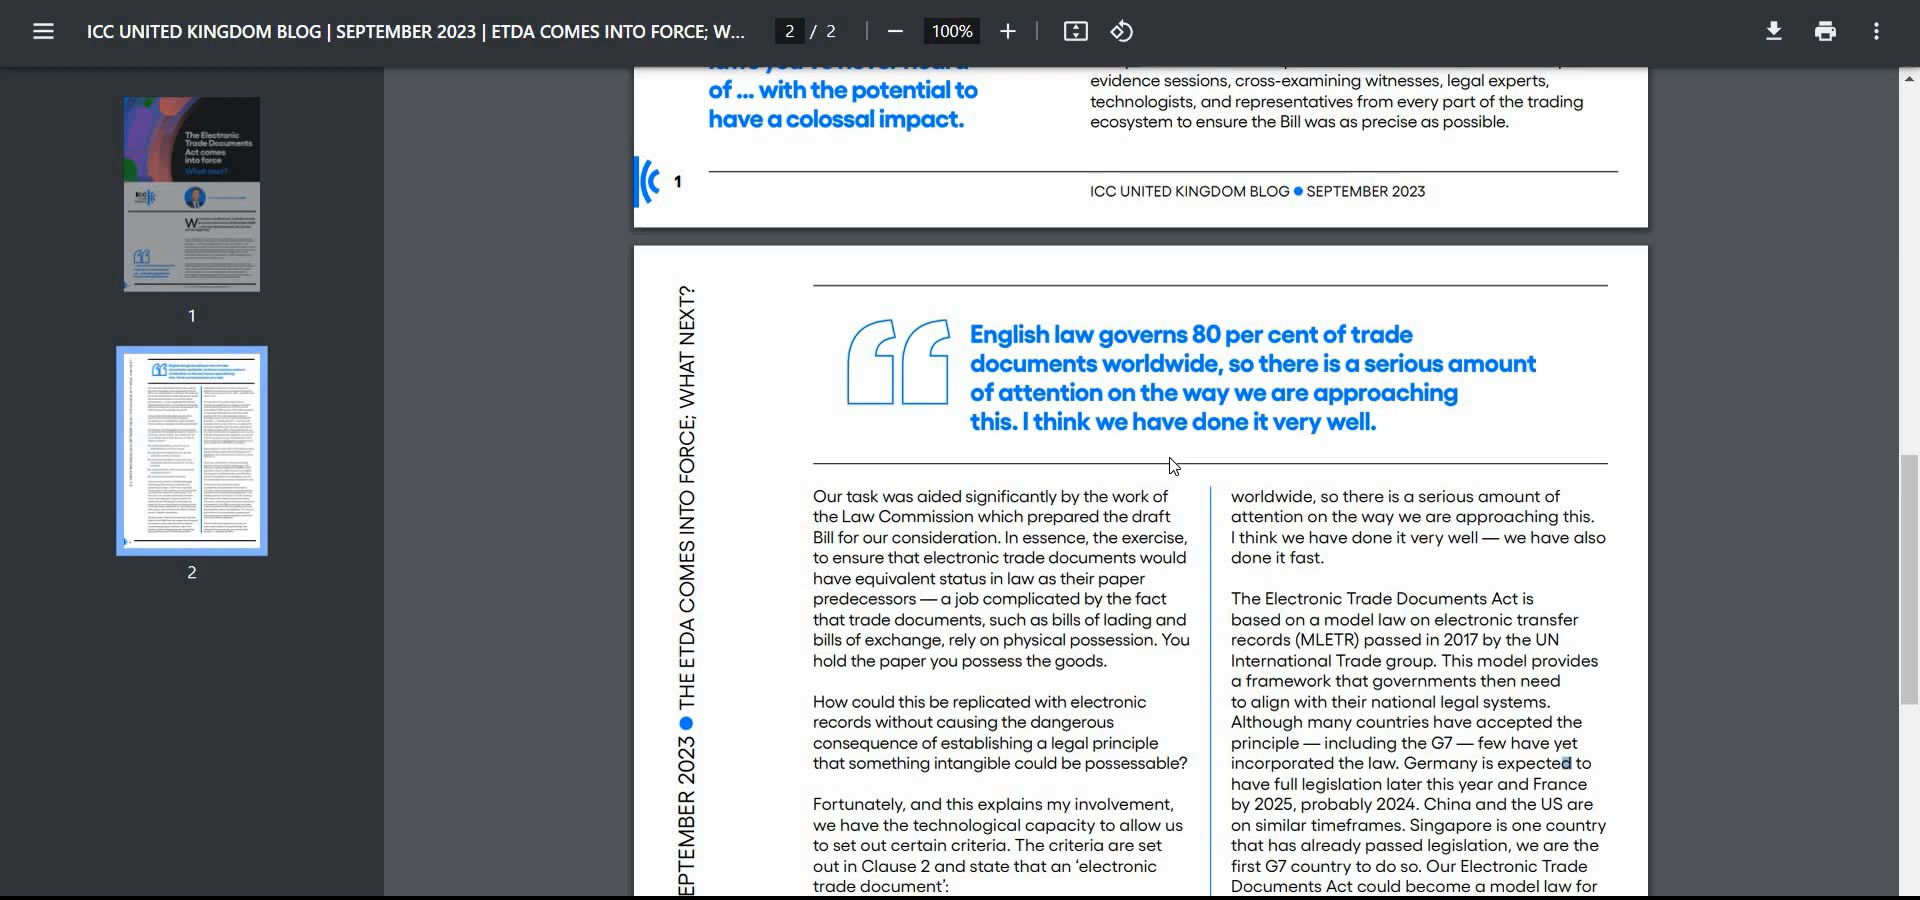 ICC UNITED KINGDOM BLOG | SEPTEMBER 2023 | ETDA COMES INTO FORCE; W...
2 / 2
100%
The Electronic
Trade Documents
Act comes
into force
What next?
1
2
of ... with the potential to
have a colossal impact.
evidence sessions, cross-examining witnesses, legal experts,
technologists, and representatives from every part of the trading
ecosystem to ensure the Bill was as precise as possible.
1
ICC UNITED KINGDOM BLOG ● SEPTEMBER 2023
EPTEMBER 2023 ● THE ETDA COMES INTO FORCE; WHAT NEXT?
English law governs 80 per cent of trade
documents worldwide, so there is a serious amount
of attention on the way we are approaching
this. I think we have done it very well.
Our task was aided significantly by the work of
the Law Commission which prepared the draft
Bill for our consideration. In essence, the exercise,
to ensure that electronic trade documents would
have equivalent status in law as their paper
predecessors — a job complicated by the fact
that trade documents, such as bills of lading and
bills of exchange, rely on physical possession. You
hold the paper you possess the goods.
How could this be replicated with electronic
records without causing the dangerous
consequence of establishing a legal principle
that something intangible could be possessable?
Fortunately, and this explains my involvement,
we have the technological capacity to allow us
to set out certain criteria. The criteria are set
out in Clause 2 and state that an ‘electronic
trade document’:
worldwide, so there is a serious amount of
attention on the way we are approaching this.
I think we have done it very well — we have also
done it fast.
The Electronic Trade Documents Act is
based on a model law on electronic transfer
records (MLETR) passed in 2017 by the UN
International Trade group. This model provides
a framework that governments then need
to align with their national legal systems.
Although many countries have accepted the
principle — including the G7 — few have yet
incorporated the law. Germany is expected to
have full legislation later this year and France
by 2025, probably 2024. China and the US are
on similar timeframes. Singapore is one country
that has already passed legislation, we are the
first G7 country to do so. Our Electronic Trade
Documents Act could become a model law for